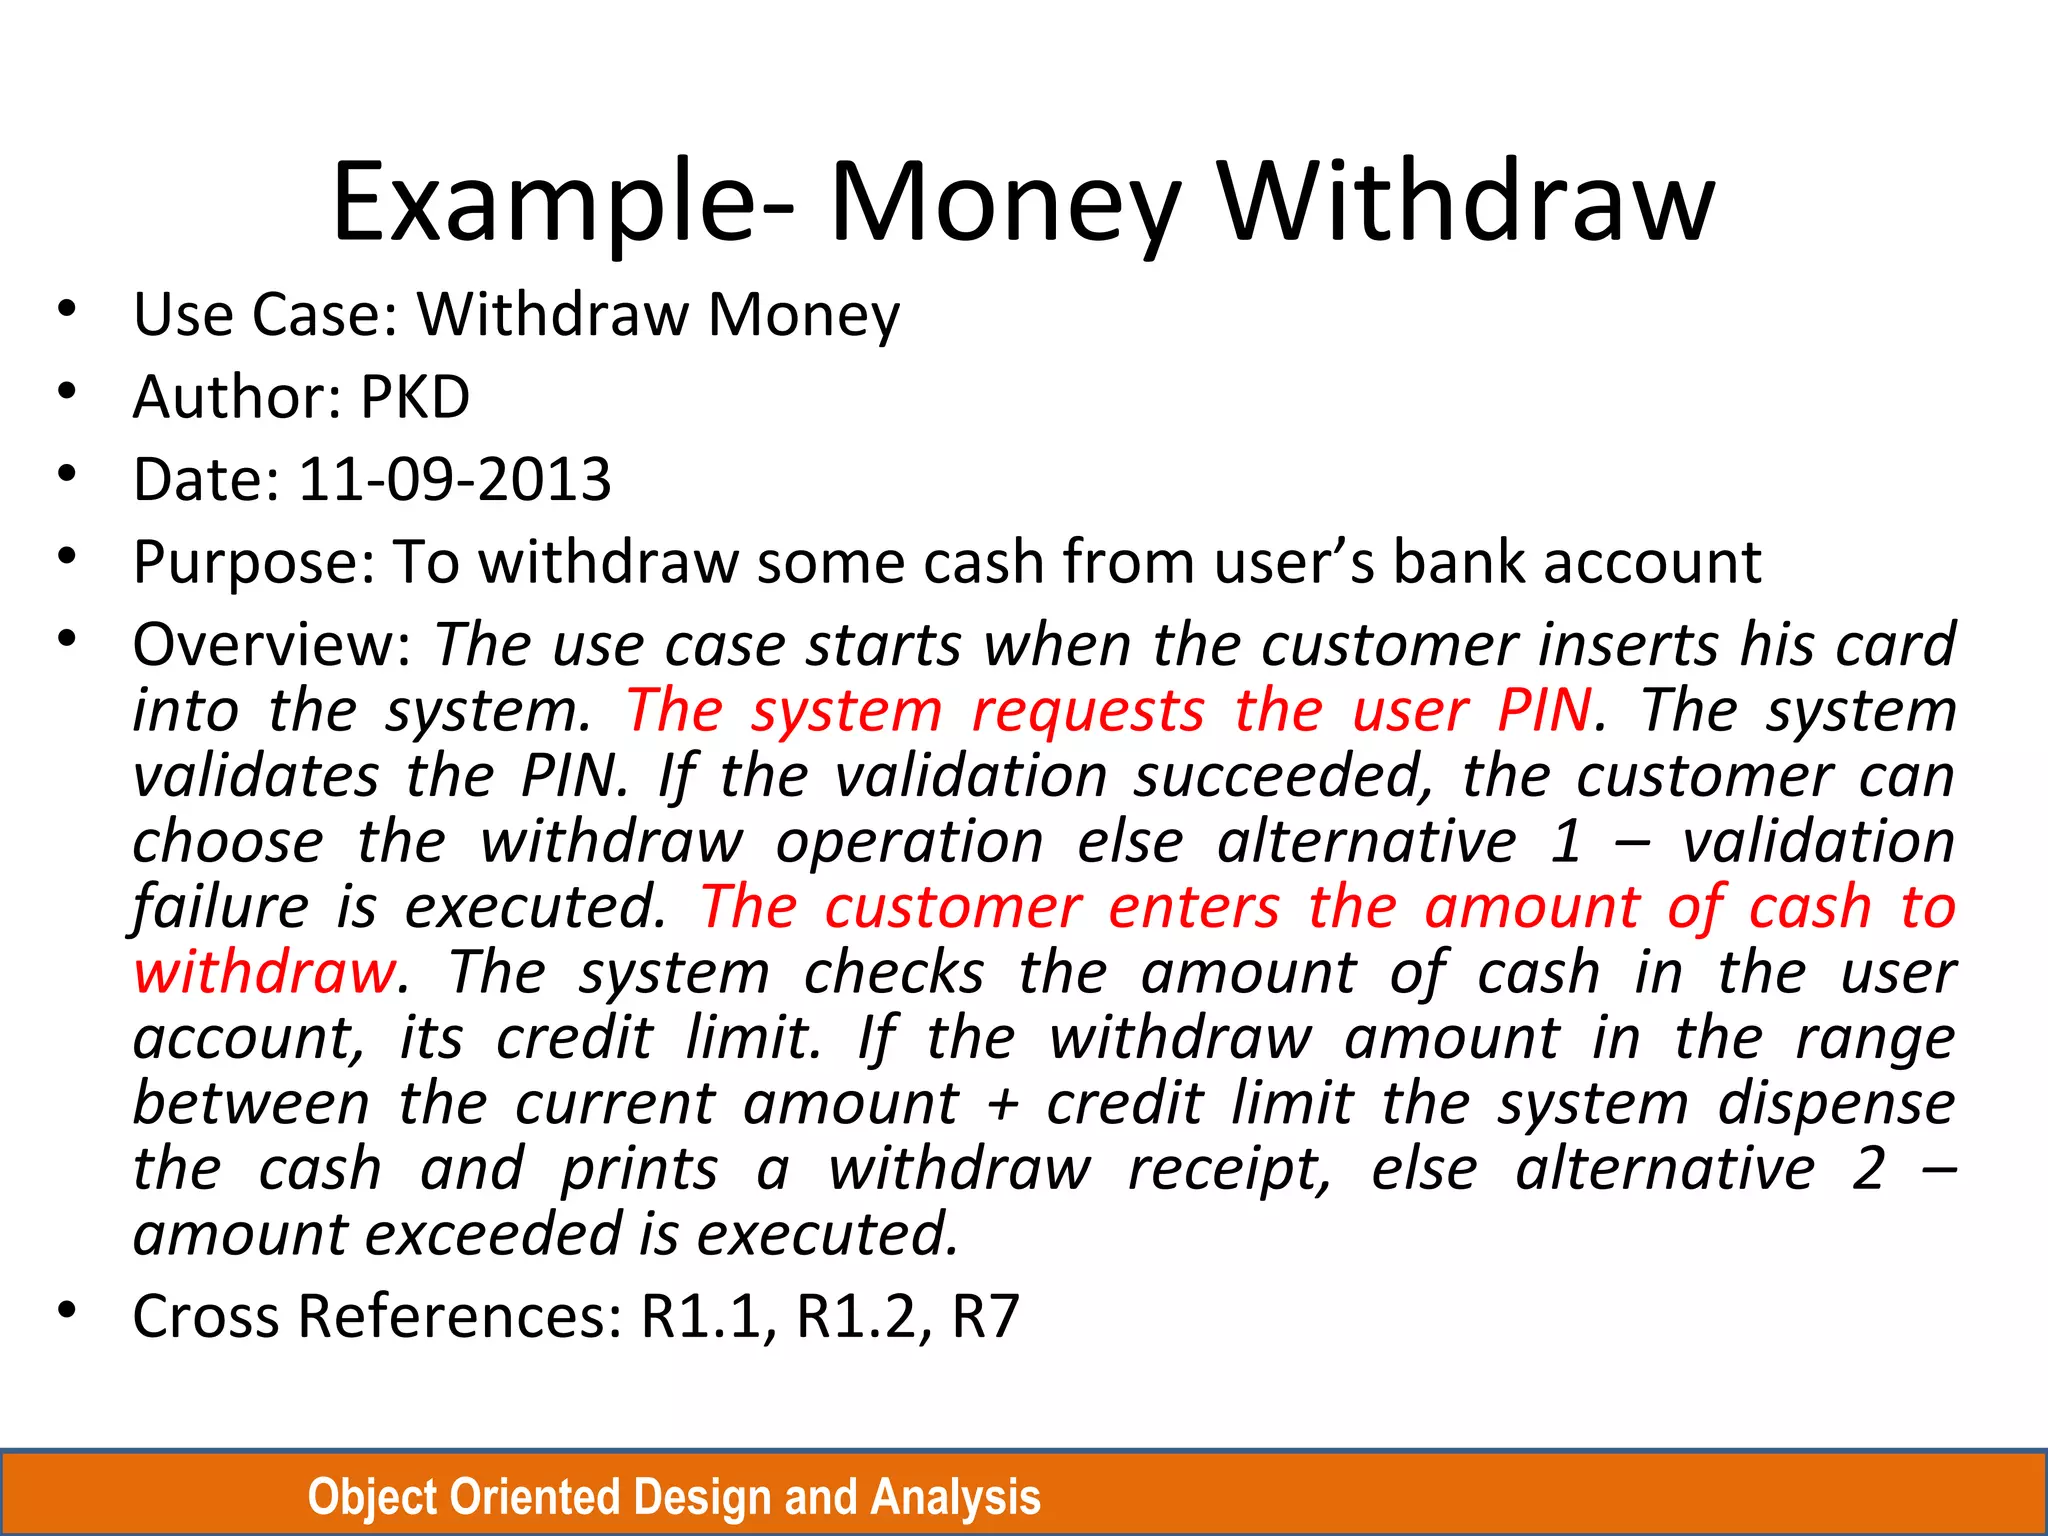 Example- Money Withdraw
• Use Case: Withdraw Money
• Author: PKD
• Date: 11-09-2013
• Purpose: To withdraw some cash from user’s bank account
• Overview: The use case starts when the customer inserts his card
into the system. The system requests the user PIN. The system
validates the PIN. If the validation succeeded, the customer can
choose the withdraw operation else alternative 1 – validation
failure is executed. The customer enters the amount of cash to
withdraw. The system checks the amount of cash in the user
account, its credit limit. If the withdraw amount in the range
between the current amount + credit limit the system dispense
the cash and prints a withdraw receipt, else alternative 2 –
amount exceeded is executed.
• Cross References: R1.1, R1.2, R7
Object Oriented Design and Analysis